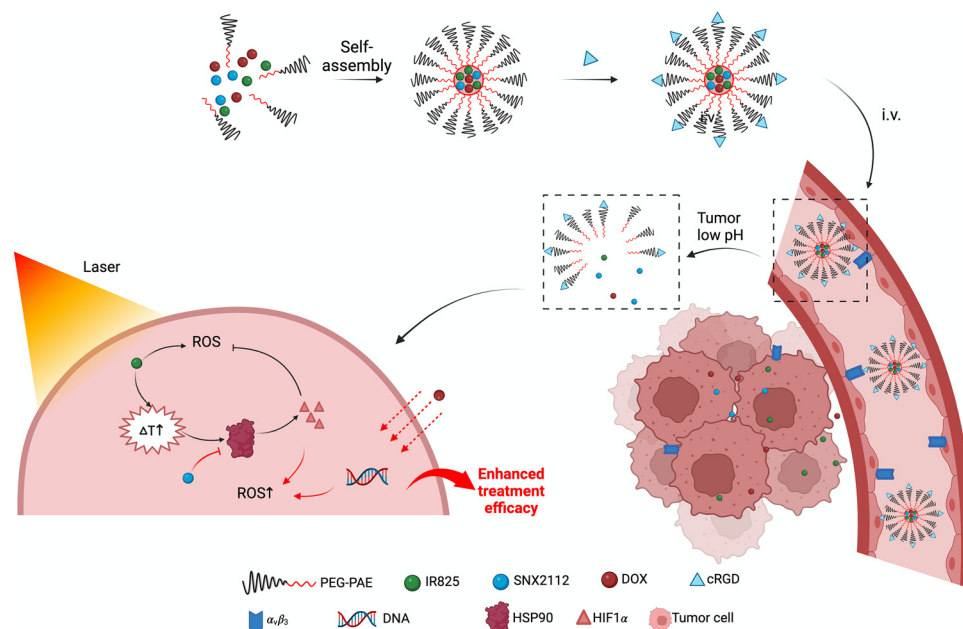 Self-
assembly
i.v.
i.v.
Tumor
low pH
Laser
ROS
ΔT↑
ROS↑
Enhanced
treatment
efficacy
PEG-PAE
IR825
SNX2112
DOX
cRGD
αvβ3
DNA
HSP90
HIF1α
Tumor cell